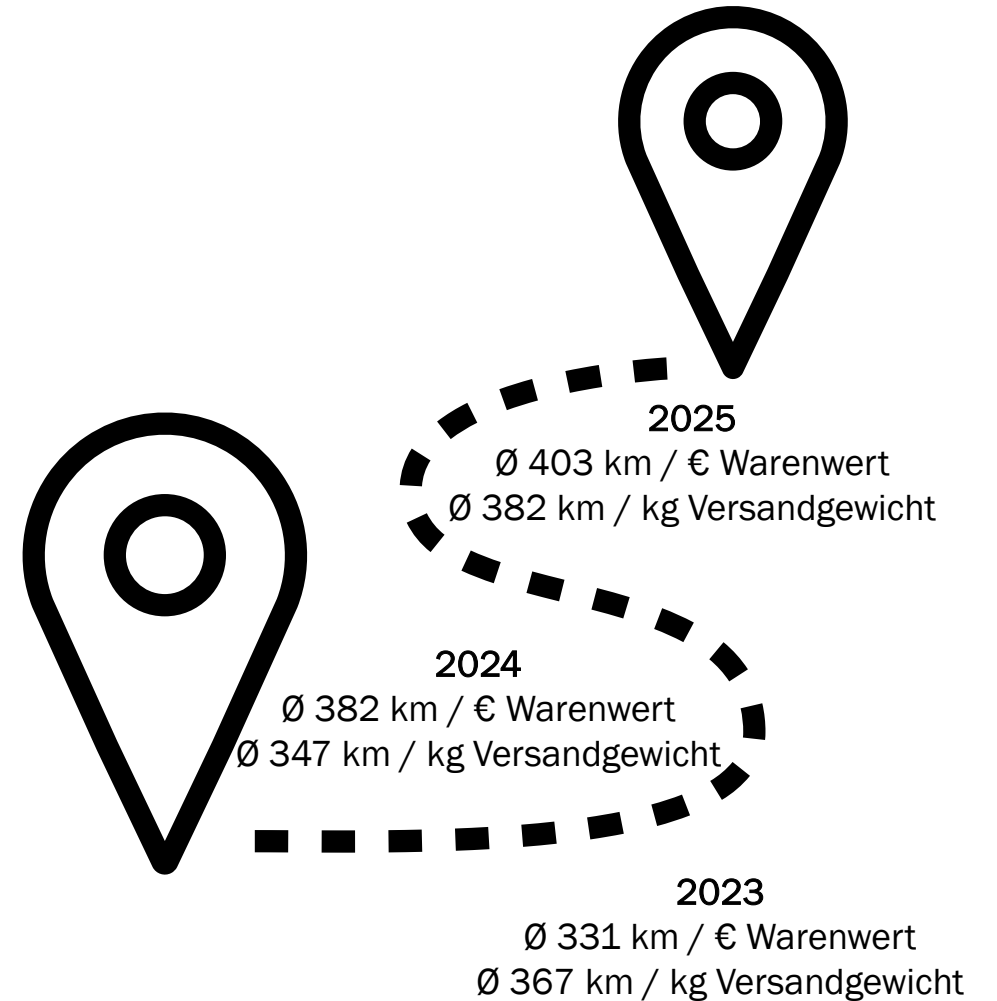 2025
Ø 403 km / € Warenwert
Ø 382 km / kg Versandgewicht
2024
Ø 382 km / € Warenwert
Ø 347 km / kg Versandgewicht
2023
Ø 331 km / € Warenwert
Ø 367 km / kg Versandgewicht